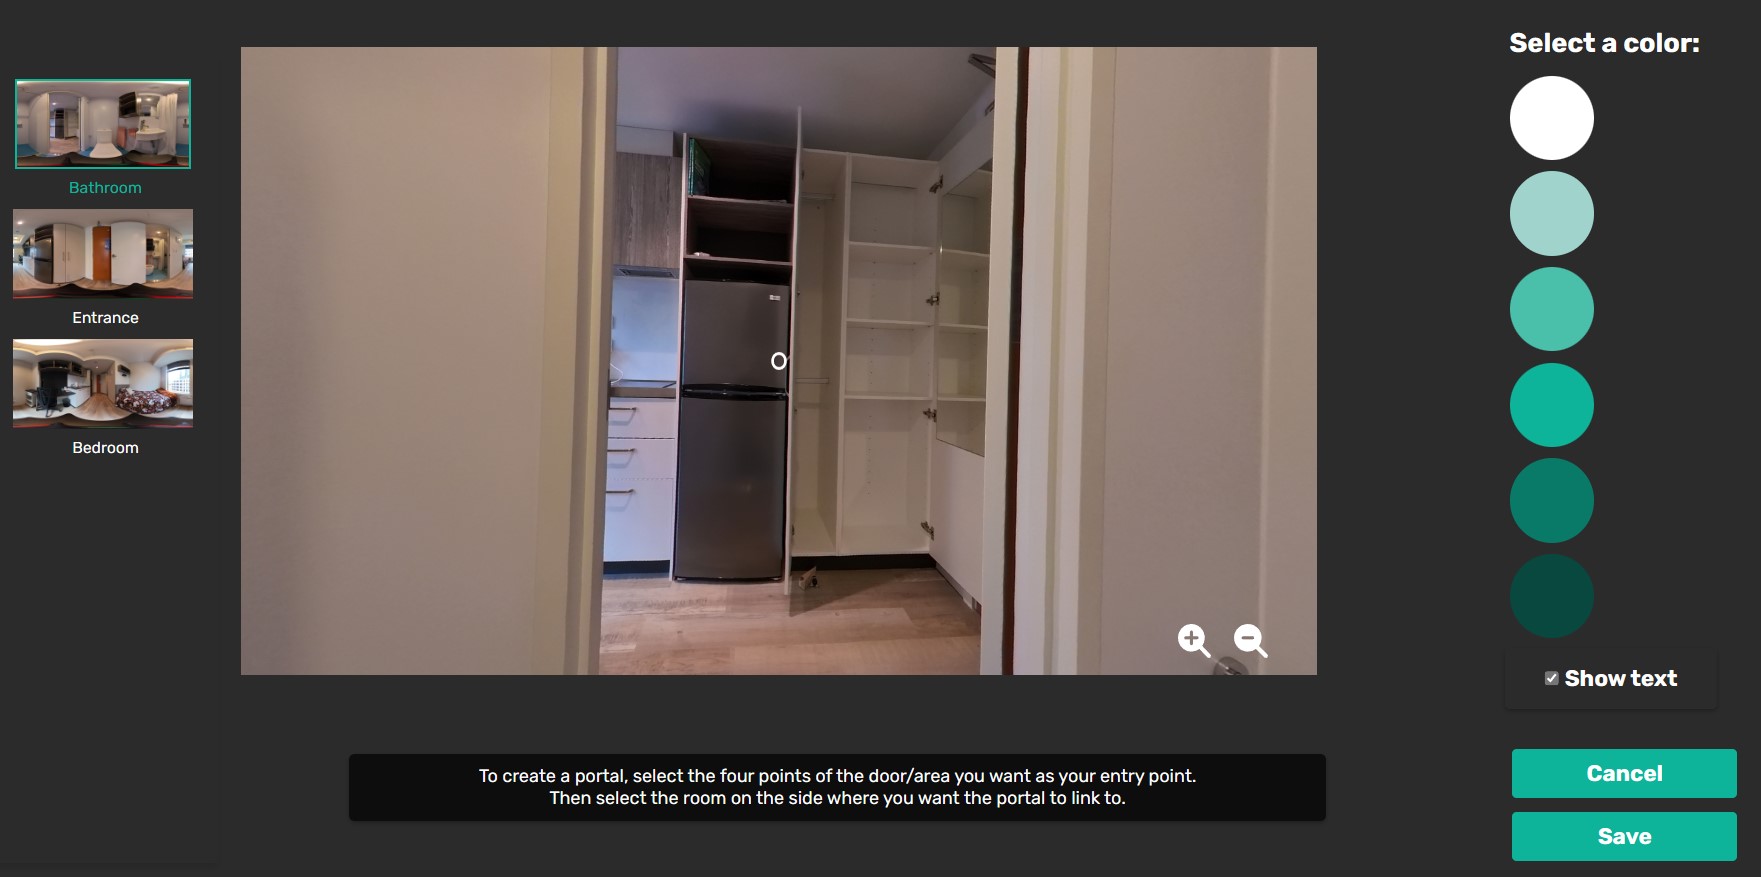 Select a color:
Bathroom
Entrance
Bedroom
Show text
To create a portal, select the four points of the door/area you want as your entry point.
Then select the room on the side where you want the portal to link to.
Cancel
Save